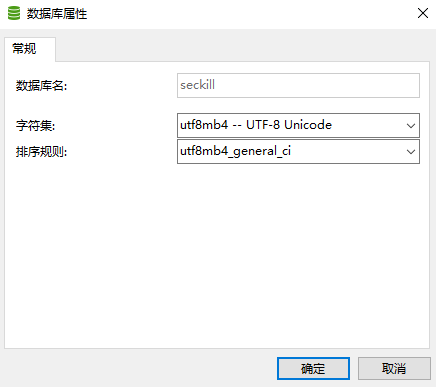 数据库属性
常规
数据库名: seckill
字符集: utf8mb4 -- UTF-8 Unicode
排序规则: utf8mb4_general_ci
确定 取消